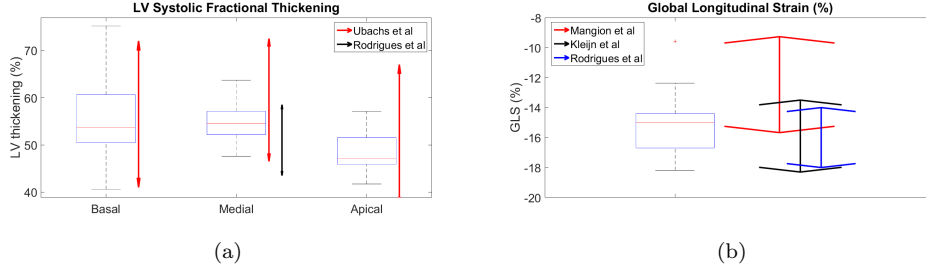 LV Systolic Fractional Thickening
LV thickening (%)
70
60
50
40
Ubachs et al
Rodrigues et al
Basal
Medial
Apical
(a)
Global Longitudinal Strain (%)
GLS (%)
-8
-10
-12
-14
-16
-18
-20
Mangion et al
Kleijn et al
Rodrigues et al
(b)